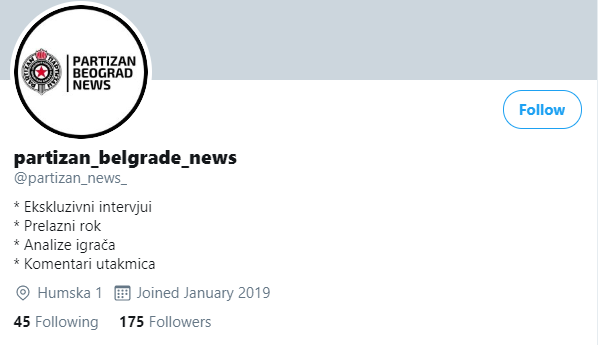 PARTIZAN
BEOGRAD
NEWS
Follow
partizan_belgrade_news
@partizan_news_
* Ekskluzivni intervjui
* Prelazni rok
* Analize igrača
* Komentari utakmica
Humska 1 Joined January 2019
45 Following 175 Followers